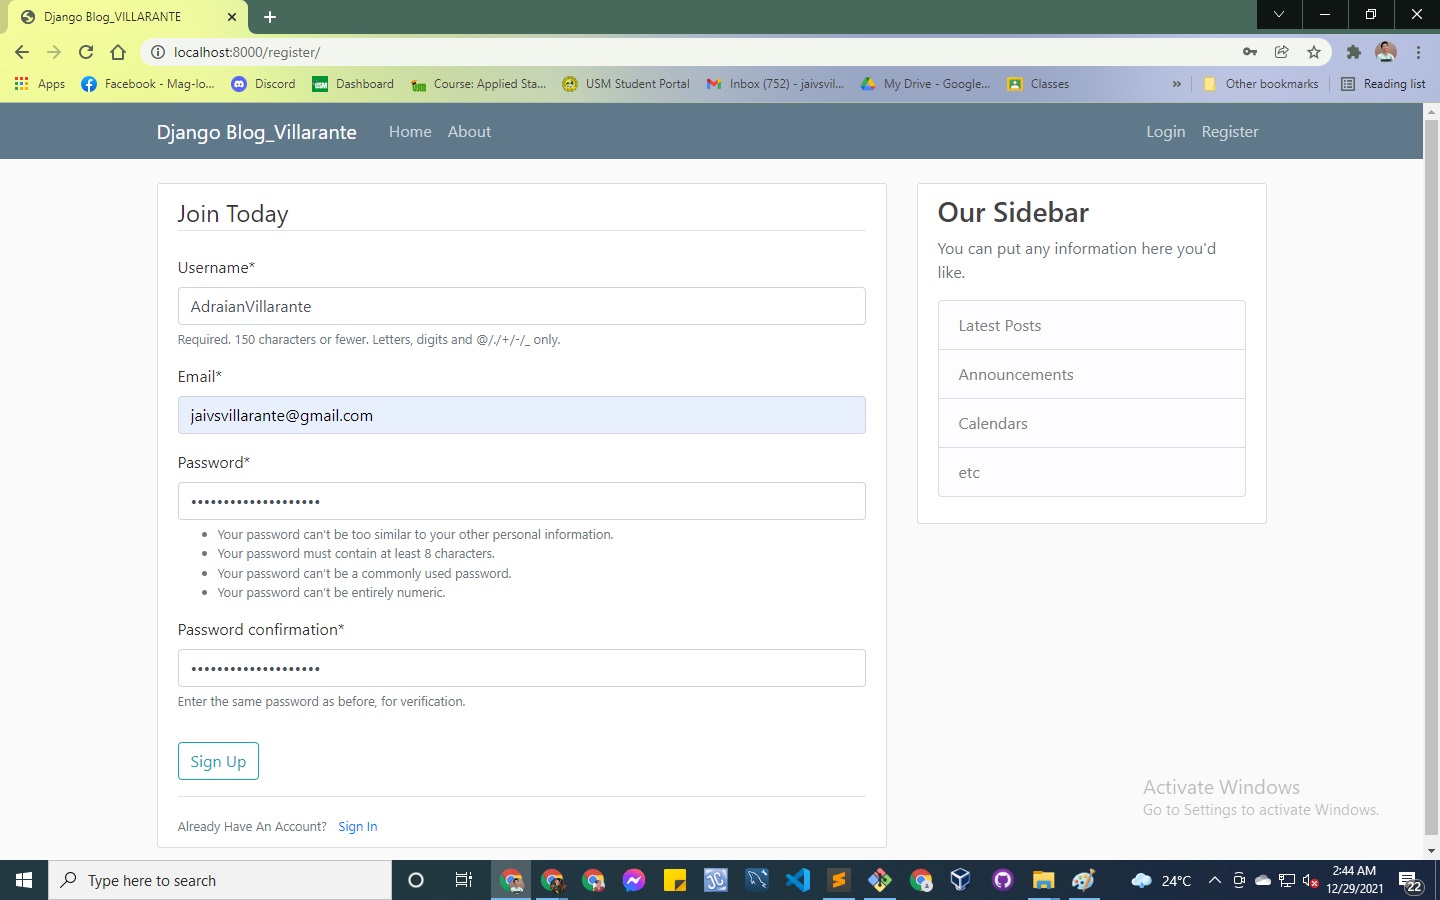 Django Blog_VILLARANTE
localhost:8000/register/
Apps Facebook - Mag-lo... Discord Dashboard Course: Applied Sta... USM Student Portal Inbox (752) - jaivsvil... My Drive - Google... Classes » Other bookmarks Reading list
Django Blog_Villarante Home About Login Register
Join Today
Username*
AdraianVillarante
Required. 150 characters or fewer. Letters, digits and @/./+/-/_ only.
Email*
jaivsvillarante@gmail.com
Password*
••••••••••••••••••••
• Your password can't be too similar to your other personal information.
• Your password must contain at least 8 characters.
• Your password can't be a commonly used password.
• Your password can't be entirely numeric.
Password confirmation*
••••••••••••••••••••
Enter the same password as before, for verification.
Sign Up
Already Have An Account? Sign In
Our Sidebar
You can put any information here you'd
like.
Latest Posts
Announcements
Calendars
etc
Activate Windows
Go to Settings to activate Windows.
Type here to search
24°C
2:44 AM
12/29/2021
22